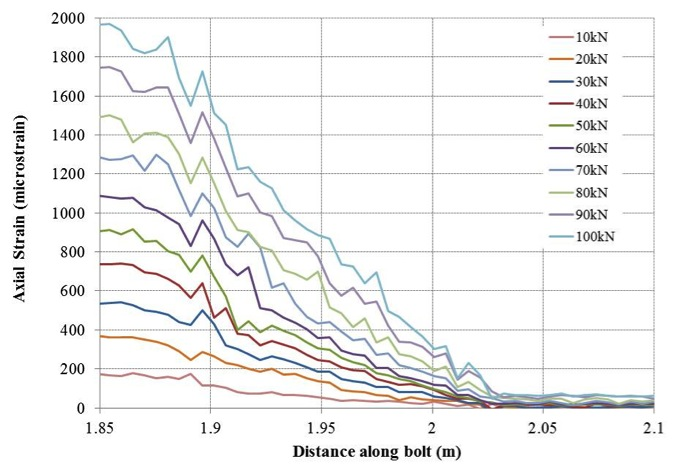 2000
1800
1600
1400
1200
1000
800
600
400
200
0
Axial Strain (microstrain)
10kN
20kN
30kN
40kN
50kN
60kN
70kN
80kN
90kN
100kN
1.85 1.9 1.95 2 2.05 2.1
Distance along bolt (m)